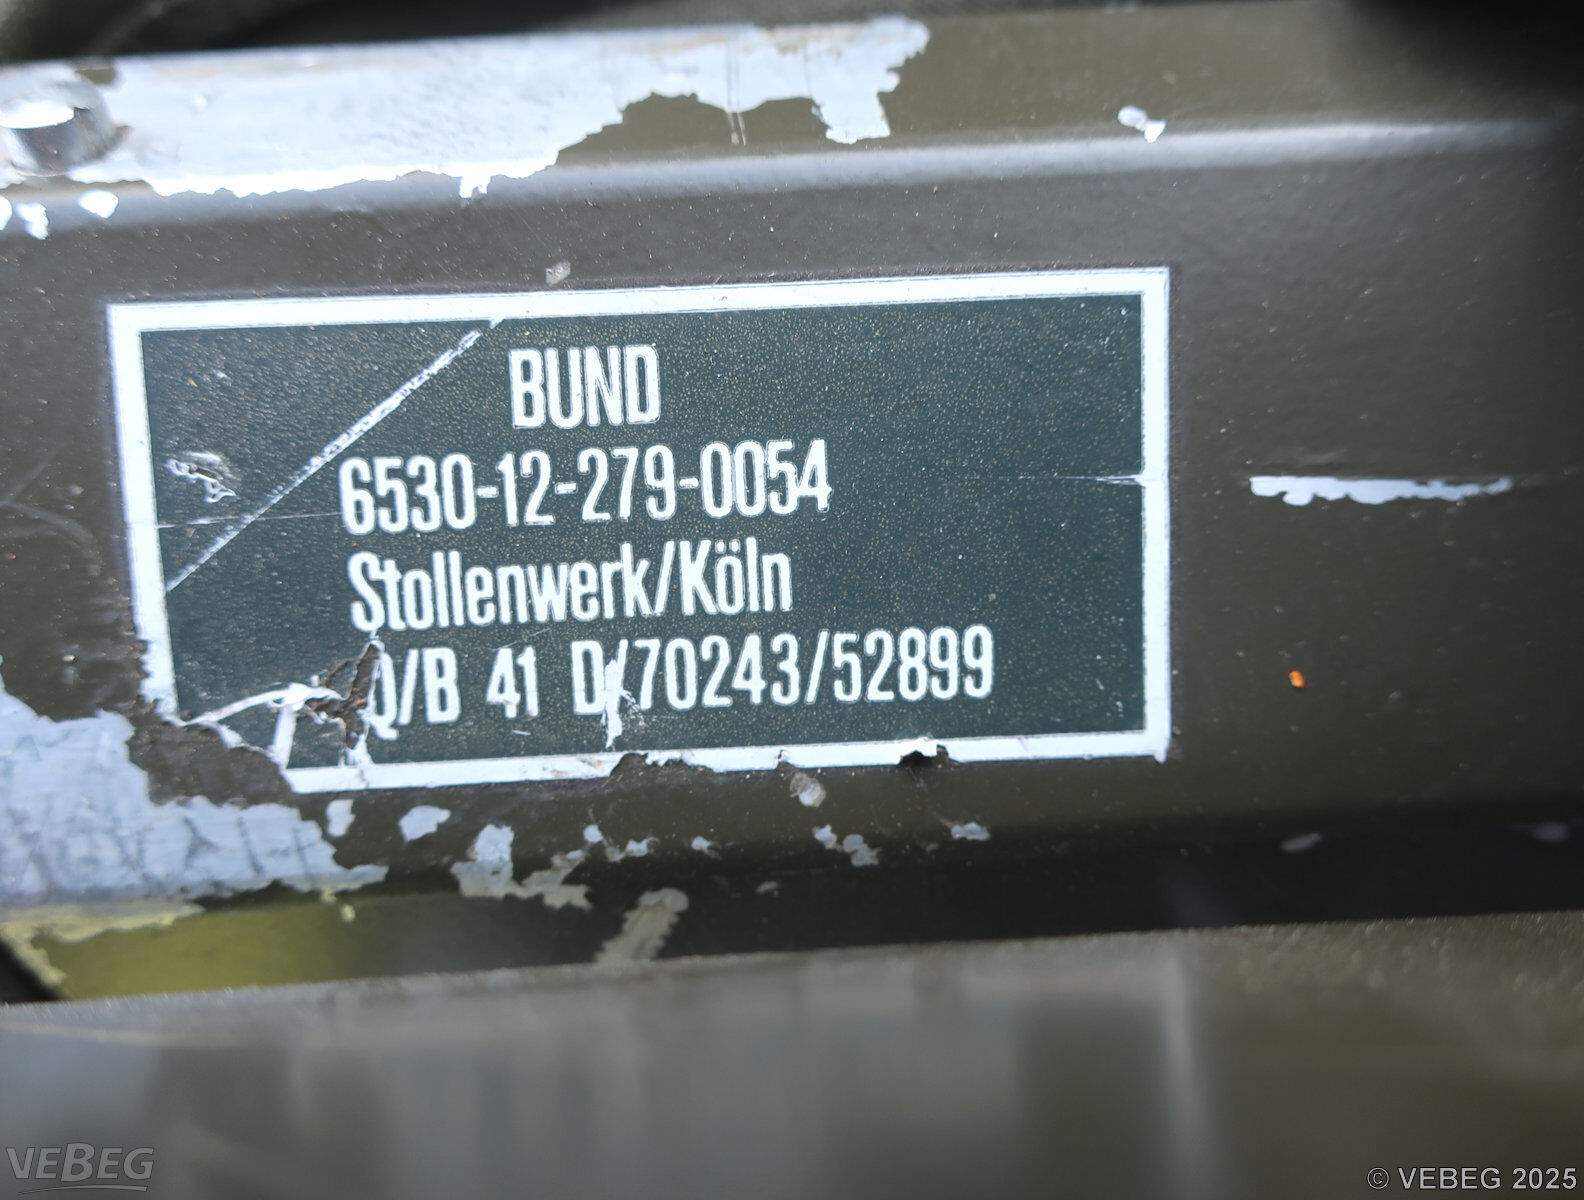 BUND
6530-12-279-0054
Stollenwerk/Köln
Q/B 41 D/70243/52899
VEBEG
© VEBEG 2025